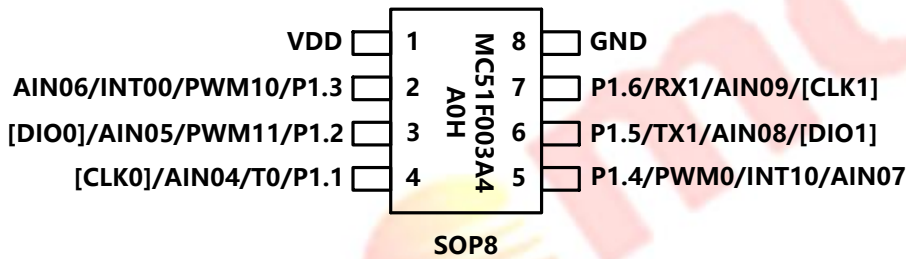 VDD 1 8 GND
AIN06/INT00/PWM10/P1.3 2 7 P1.6/RX1/AIN09/[CLK1]
[DIO0]/AIN05/PWM11/P1.2 3 6 P1.5/TX1/AIN08/[DIO1]
[CLK0]/AIN04/T0/P1.1 4 5 P1.4/PWM0/INT10/AIN07
MC51F003A4
A0H
SOP8